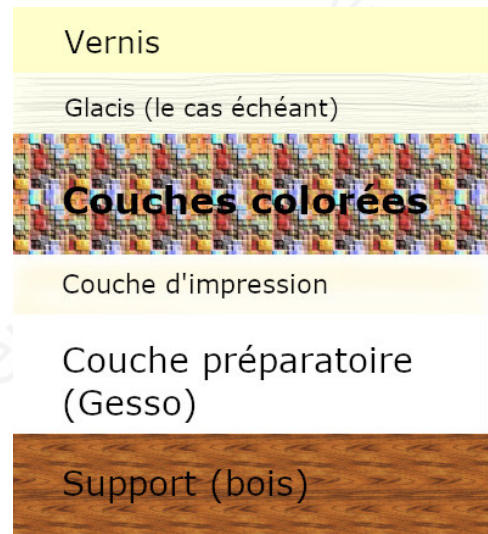 Vernis
Glacis (le cas échéant)
Couches colorées
Couche d'impression
Couche préparatoire
(Gesso)
Support (bois)